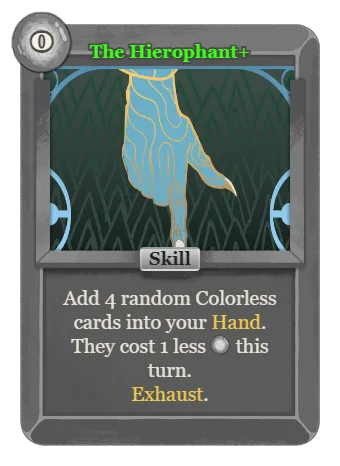 0
The Hierophant+
Skill
Add 4 random Colorless
cards into your Hand.
They cost 1 less this
turn.
Exhaust.